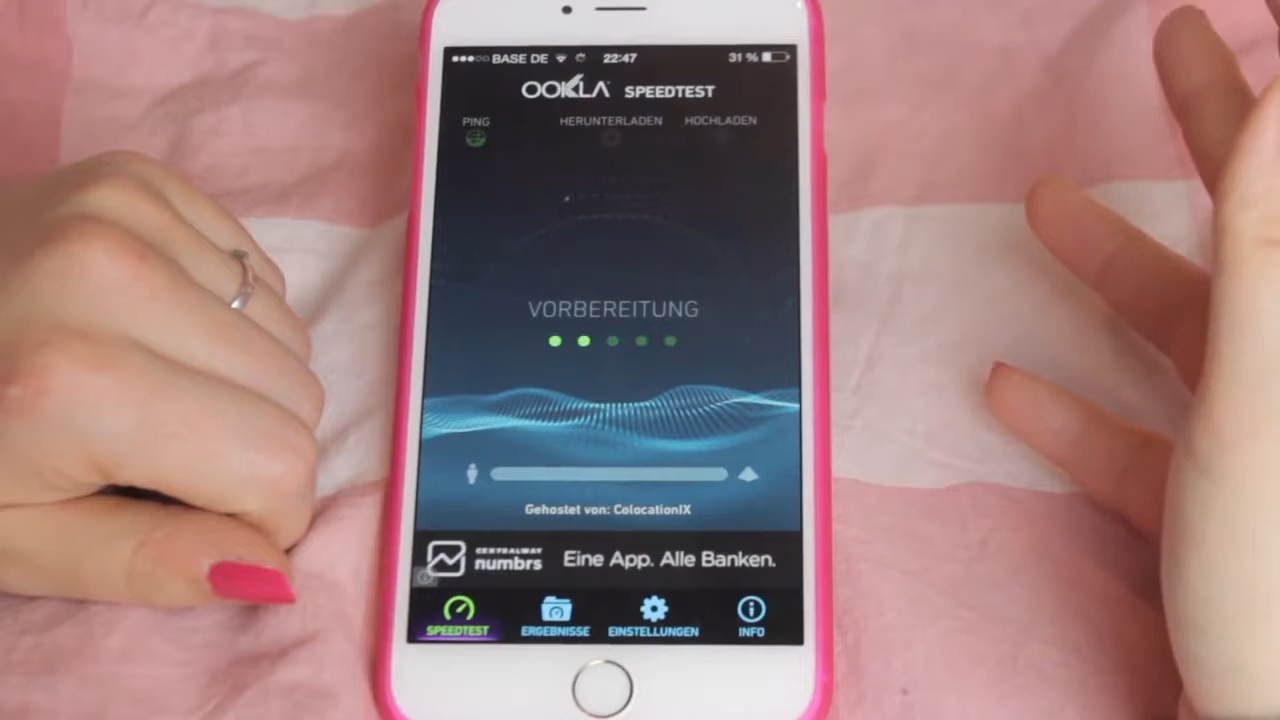 BASE DE 22:47 31 %
OOKLA SPEEDTEST
PING HERUNTERLADEN HOCHLADEN
VORBEREITUNG
Gehostet von: ColocationIX
CENTRALWAY
numbrs Eine App. Alle Banken.
SPEEDTEST ERGEBNISSE EINSTELLUNGEN INFO